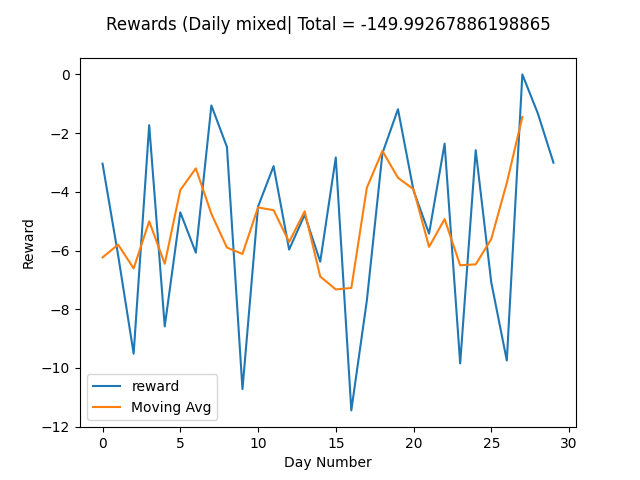 Rewards (Daily mixed| Total = -149.99267886198865
0
−2
−4
−6
−8
−10
−12
Reward
reward
Moving Avg
0 5 10 15 20 25 30
Day Number